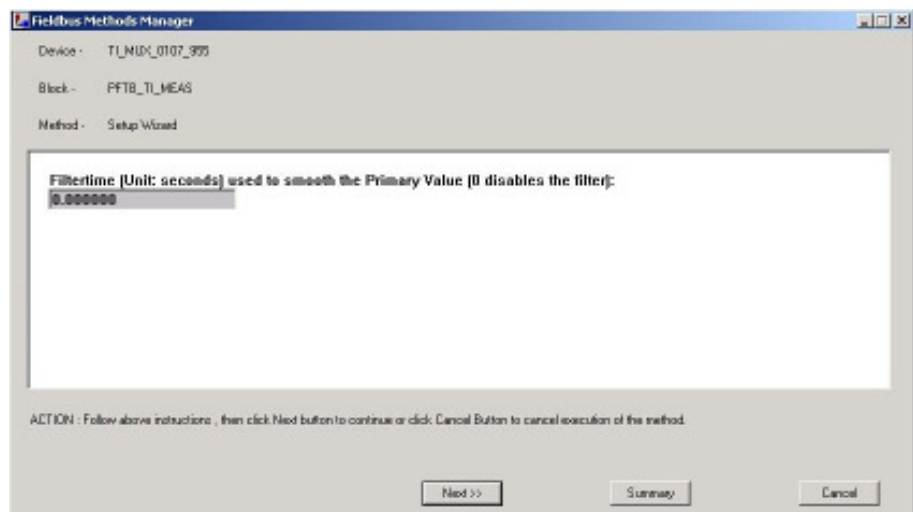 Fieldbus Methods Manager
Device - TI_MUX_0107_955
Block - PFTB_TI_MEAS
Method - Setup Wizard
Filtertime (Unit: seconds) used to smooth the Primary Value (0 disables the filter):
0.000000
ACTION : Follow above instructions , then click Next button to continue or click Cancel Button to cancel execution of the method.
Next >> Summary Cancel